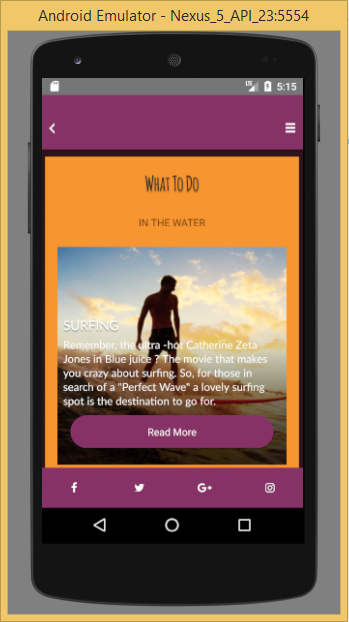 Android Emulator - Nexus_5_API_23:5554
LTE 5:15
What To Do
IN THE WATER
SURFING
Remember, the ultra -hot Catherine Zeta
Jones in Blue juice ? The movie that makes
you crazy about surfing. So, for those in
search of a "Perfect Wave" a lovely surfing
spot is the destination to go for.
Read More
f G+